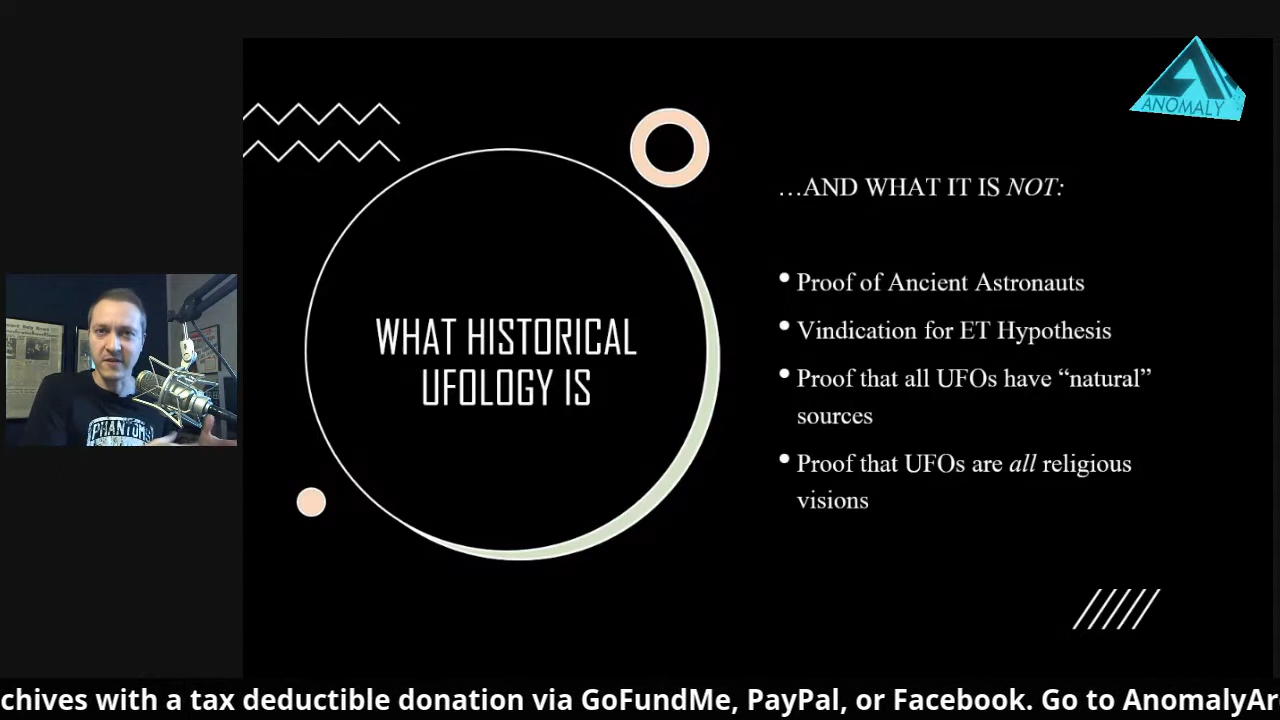 ANOMALY
…AND WHAT IT IS NOT:
WHAT HISTORICAL
UFOLOGY IS
• Proof of Ancient Astronauts
• Vindication for ET Hypothesis
• Proof that all UFOs have “natural”
sources
• Proof that UFOs are all religious
visions
PHANTOMS
chives with a tax deductible donation via GoFundMe, PayPal, or Facebook. Go to AnomalyAr